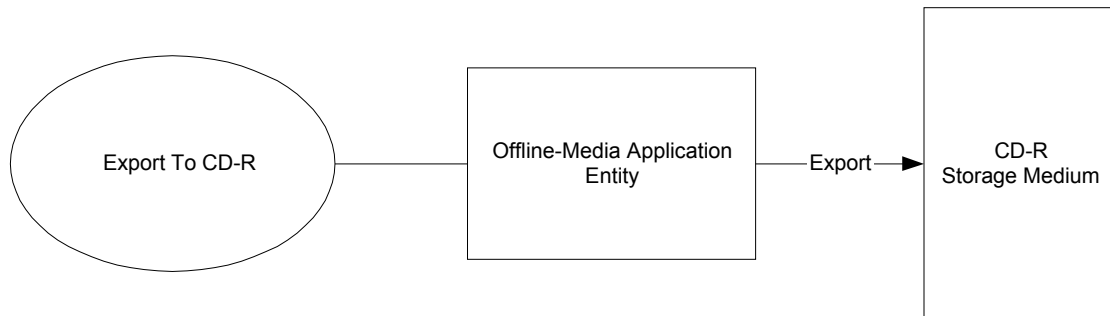 Export To CD-R
Offline-Media Application
Entity
Export
CD-R
Storage Medium